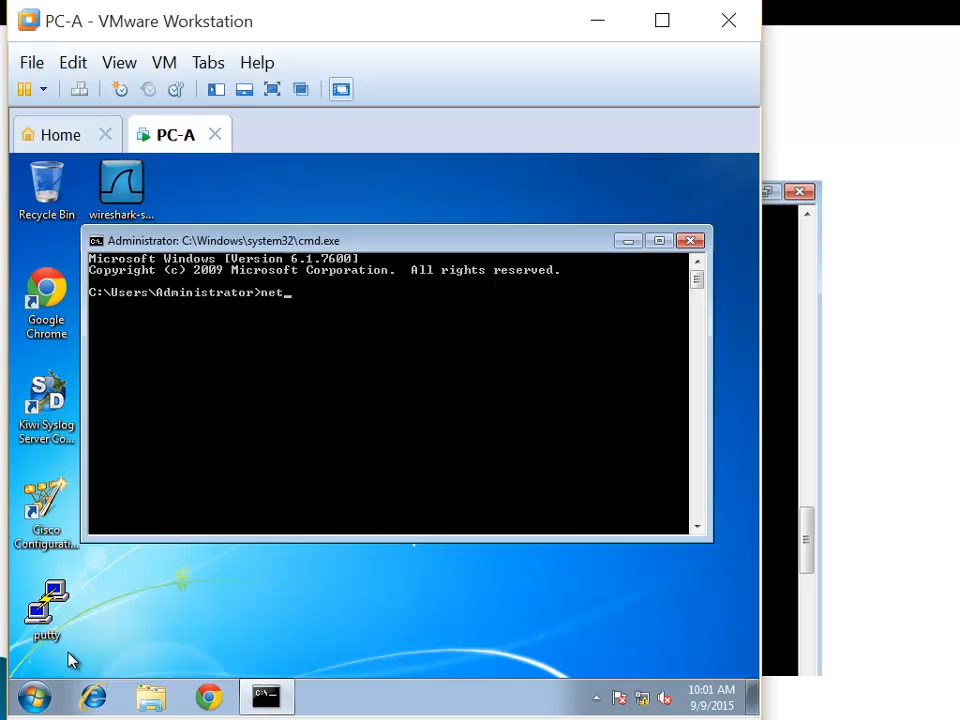 PC-A - VMware Workstation
File Edit View VM Tabs Help
Home
PC-A
Recycle Bin
wireshark-s...
Administrator: C:\Windows\system32\cmd.exe
Microsoft Windows [Version 6.1.7600]
Copyright (c) 2009 Microsoft Corporation. All rights reserved.
C:\Users\Administrator>net_
Google
Chrome
Kiwi Syslog
Server Co...
Cisco
Configurati...
putty
10:01 AM
9/9/2015